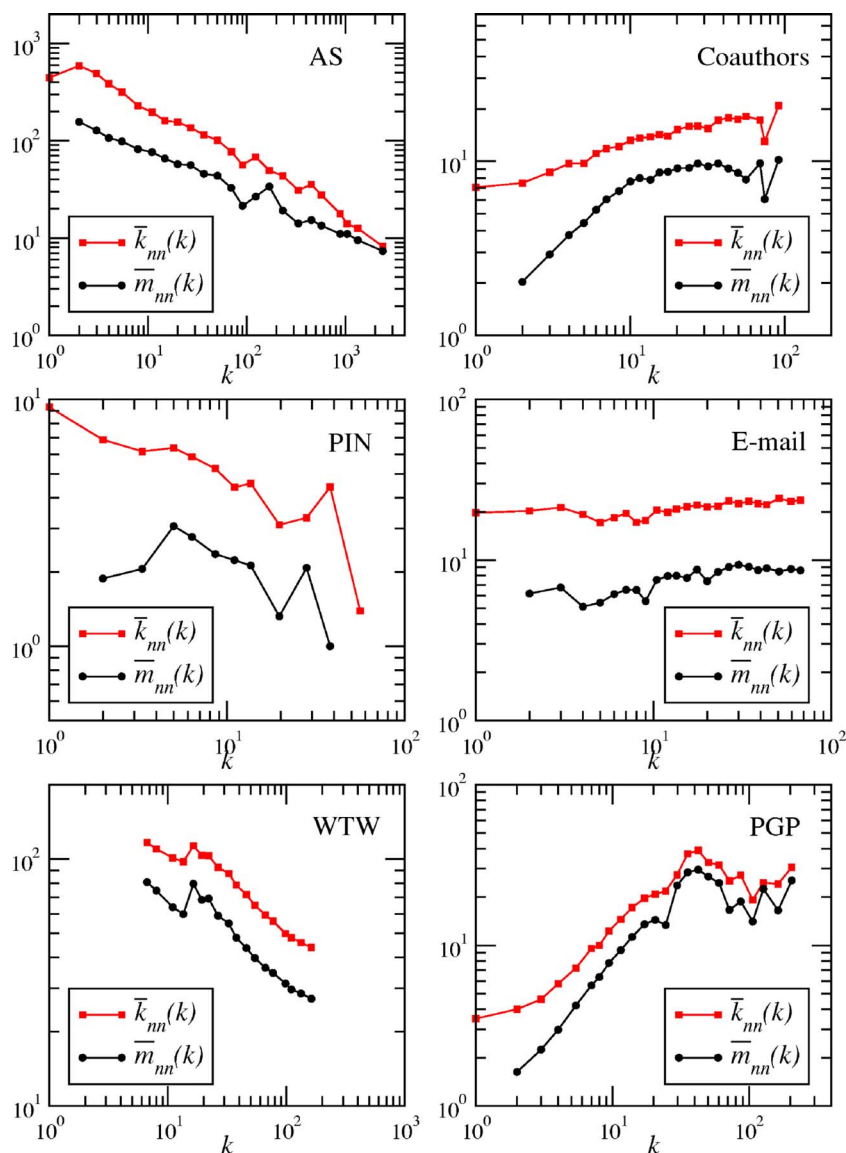 AS
10³
10²
10¹
10⁰
k̄ₙₙ(k)
m̄ₙₙ(k)
10⁰ 10¹ 10² 10³
k
Coauthors
10¹
10⁰
k̄ₙₙ(k)
m̄ₙₙ(k)
10⁰ 10¹ 10²
k
PIN
10¹
10⁰
k̄ₙₙ(k)
m̄ₙₙ(k)
10⁰ 10¹ 10²
k
E-mail
10²
10¹
10⁰
k̄ₙₙ(k)
m̄ₙₙ(k)
10⁰ 10¹ 10²
k
WTW
10²
10¹
k̄ₙₙ(k)
m̄ₙₙ(k)
10⁰ 10¹ 10² 10³
k
PGP
10²
10¹
10⁰
k̄ₙₙ(k)
m̄ₙₙ(k)
10⁰ 10¹ 10²
k